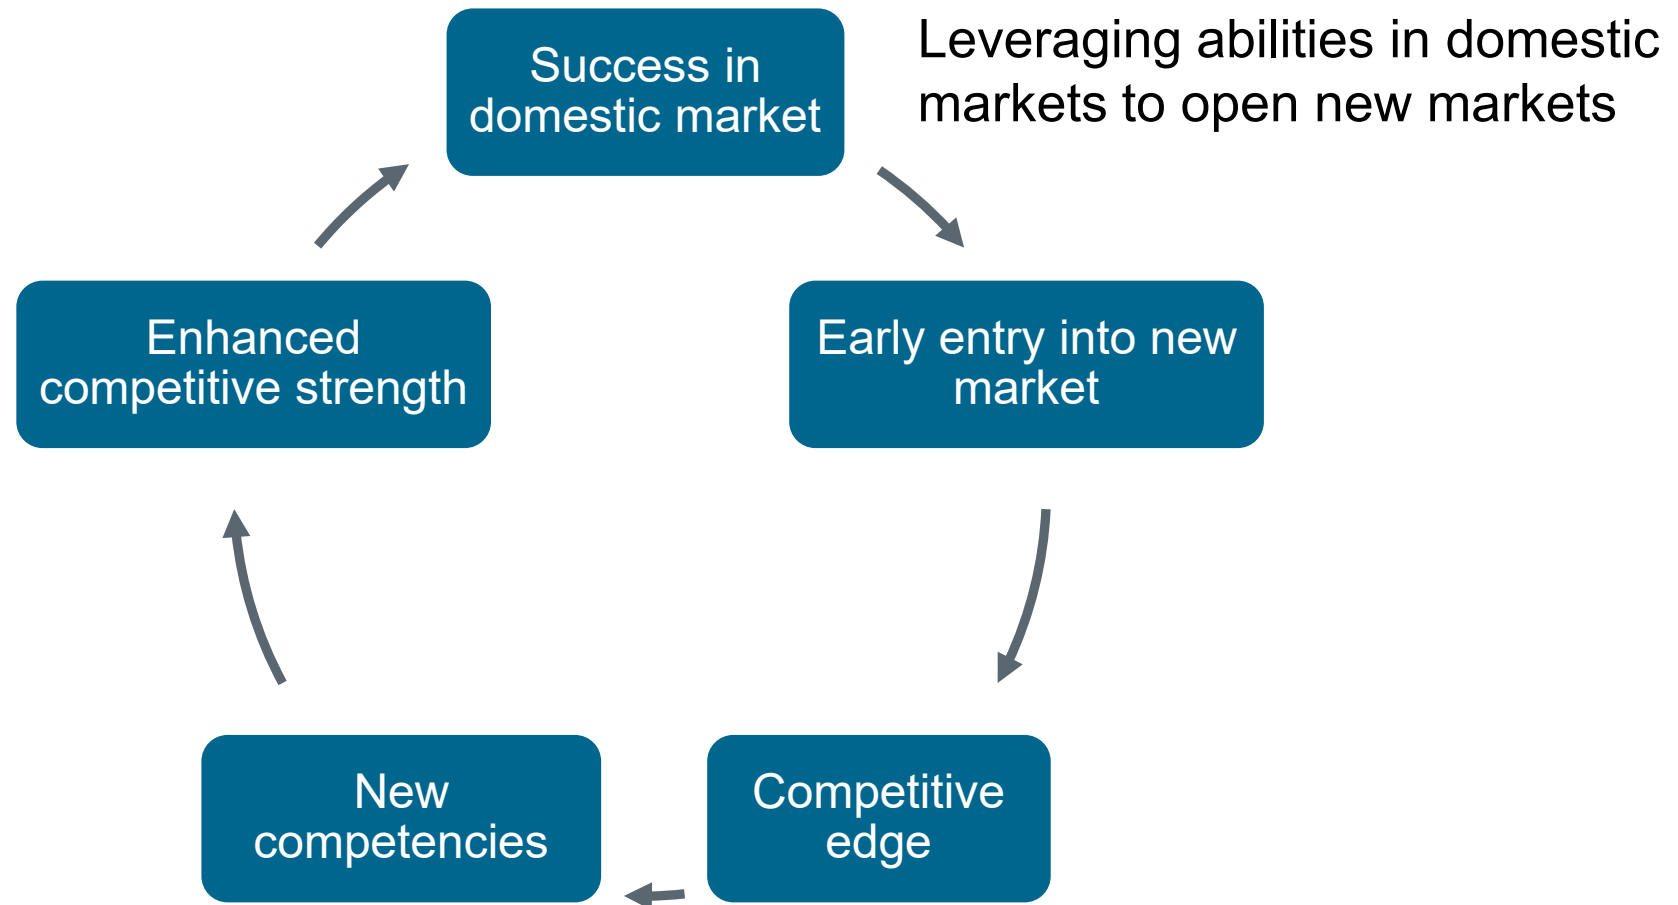 Success in
domestic market
Leveraging abilities in domestic
markets to open new markets
Enhanced
competitive strength
Early entry into new
market
New
competencies
Competitive
edge